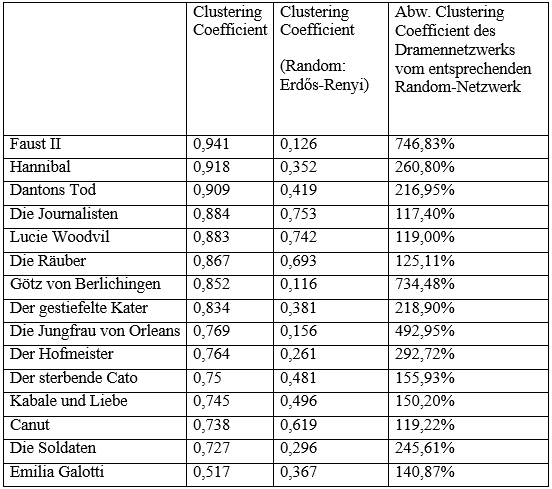 Clustering Coefficient
Clustering Coefficient
(Random: Erdős-Renyi)
Abw. Clustering Coefficient des Dramennetzwerks vom entsprechenden Random-Netzwerk
Faust II 0,941 0,126 746,83%
Hannibal 0,918 0,352 260,80%
Dantons Tod 0,909 0,419 216,95%
Die Journalisten 0,884 0,753 117,40%
Lucie Woodvil 0,883 0,742 119,00%
Die Räuber 0,867 0,693 125,11%
Götz von Berlichingen 0,852 0,116 734,48%
Der gestiefelte Kater 0,834 0,381 218,90%
Die Jungfrau von Orleans 0,769 0,156 492,95%
Der Hofmeister 0,764 0,261 292,72%
Der sterbende Cato 0,75 0,481 155,93%
Kabale und Liebe 0,745 0,496 150,20%
Canut 0,738 0,619 119,22%
Die Soldaten 0,727 0,296 245,61%
Emilia Galotti 0,517 0,367 140,87%